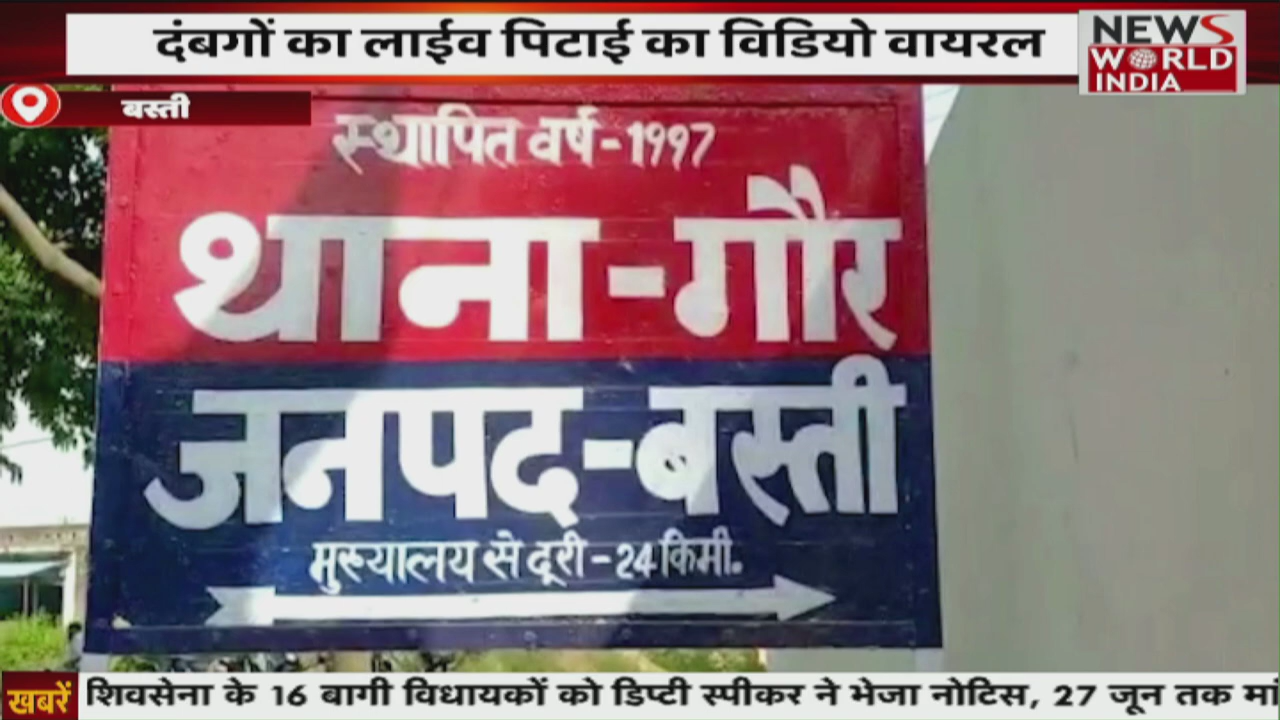 दंबगों का लाईव पिटाई का विडियो वायरल
NEWS
WORLD
INDIA
बस्ती
स्थापित वर्ष-1997
थाना-गौर
जनपद-बस्ती
मुख्यालय से दूरी-24 किमी.
खबरें
शिवसेना के 16 बागी विधायकों को डिप्टी स्पीकर ने भेजा नोटिस, 27 जून तक मां